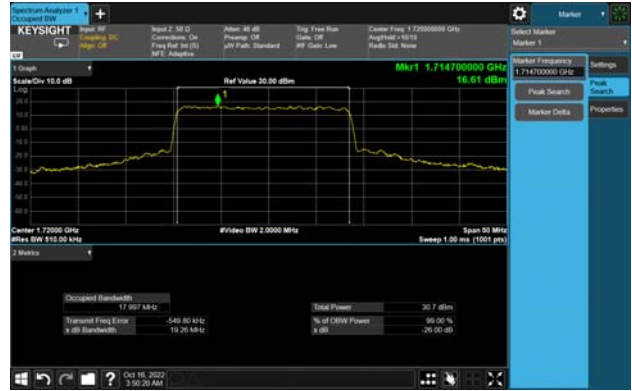 Spectrum Analyzer 1
Occupied BW
Marker
KEYSIGHT
Input: RF
Coupling: DC
Align: Off
Input Z: 50 Ω
Corrections: On
Freq Ref: Int (S)
NFE: Adaptive
Atten: 40 dB
Preamp: Off
µW Path: Standard
Trig: Free Run
Gate: Off
#IF Gain: Low
Center Freq: 1.720000000 GHz
Avg|Hold:>10/10
Radio Std: None
Select Marker
Marker 1
1 Graph
Scale/Div 10.0 dB
Ref Value 30.00 dBm
Mkr1 1.714700000 GHz
16.61 dBm
Log
1
Marker Frequency
1.714700000 GHz
Peak Search
Marker Delta
Settings
Peak
Search
Properties
Center 1.72000 GHz
#Res BW 510.00 kHz
#Video BW 2.0000 MHz
Span 50 MHz
Sweep 1.00 ms (1001 pts)
2 Metrics
Occupied Bandwidth
17.997 MHz
Total Power 30.7 dBm
Transmit Freq Error -549.80 kHz
% of OBW Power 99.00 %
x dB Bandwidth 19.26 MHz
x dB -26.00 dB
Oct 16, 2022
3:50:20 AM